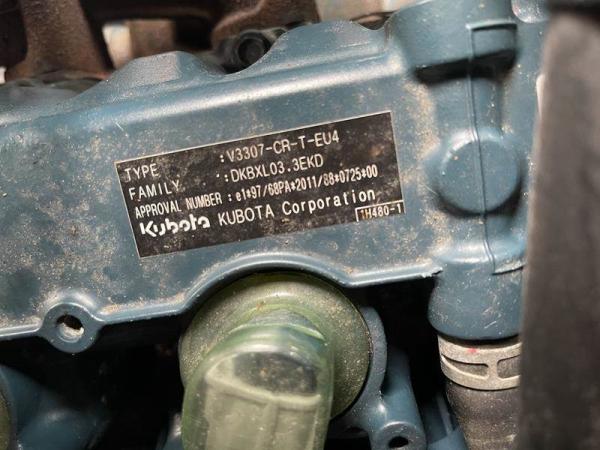 TYPE : V3307-CR-T-EU4
FAMILY : DKBXL03.3EKD
APPROVAL NUMBER : e1*97/68PA*2011/88*0725*00
Kubota KUBOTA Corporation 1H480-1